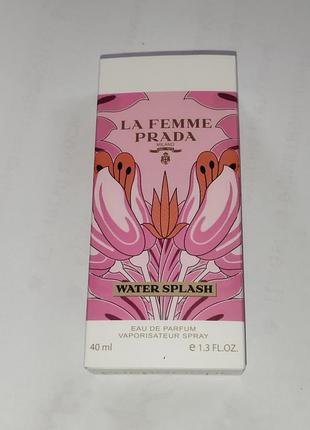 LA FEMME
PRADA
MILANO
WATER SPLASH
EAU DE PARFUM
VAPORISATEUR SPRAY
40 ml ℮ 1.3 FL.OZ.